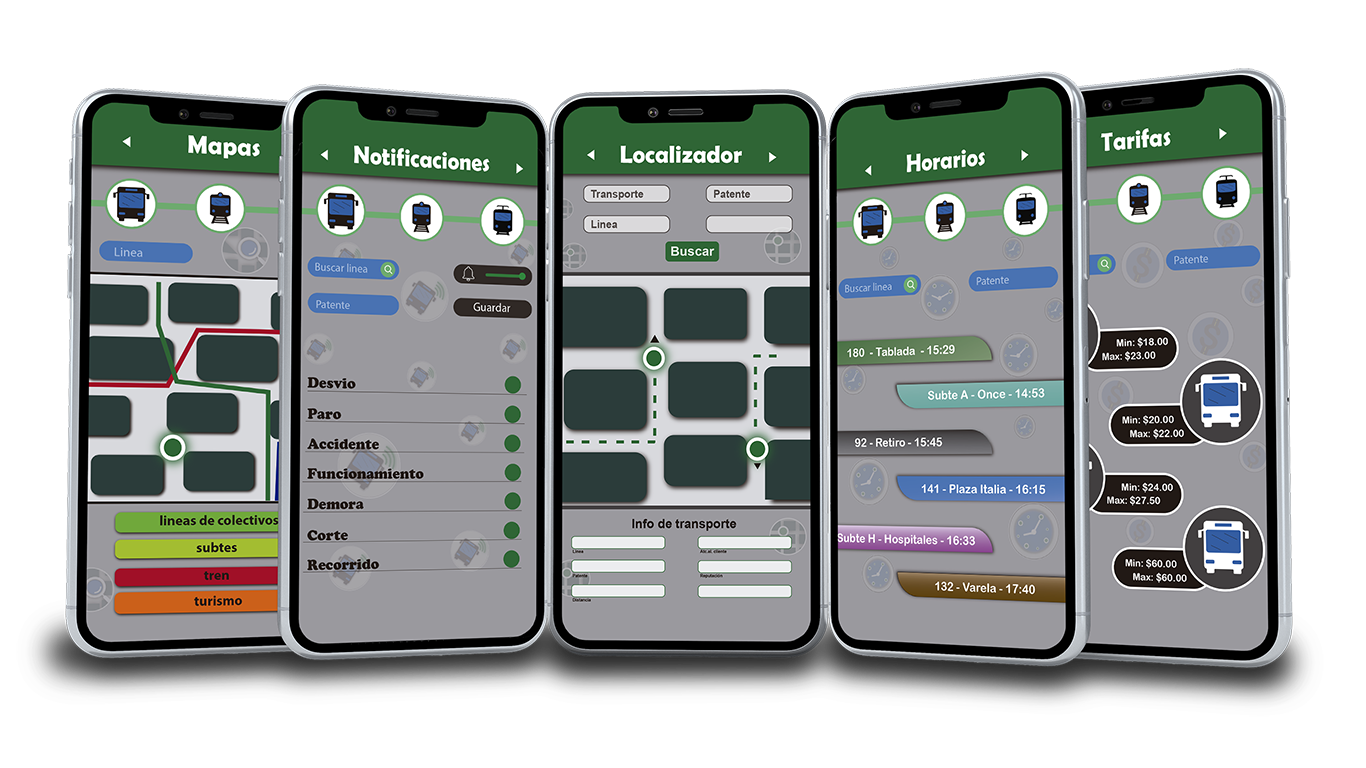 Mapas
Linea
lineas de colectivos
subtes
tren
turismo
Notificaciones
Buscar linea
Patente
Guardar
Desvio
Paro
Accidente
Funcionamiento
Demora
Corte
Recorrido
Localizador
Transporte
Patente
Linea
Buscar
Info de transporte
Linea
Atc.al. cliente
Patente
Reputación
Distancia
Horarios
Buscar linea
Patente
180 - Tablada - 15:29
Subte A - Once - 14:53
92 - Retiro - 15:45
141 - Plaza Italia - 16:15
Subte H - Hospitales - 16:33
132 - Varela - 17:40
Tarifas
Patente
Min: $18.00
Max: $23.00
Min: $20.00
Max: $22.00
Min: $24.00
Max: $27.50
Min: $60.00
Max: $60.00